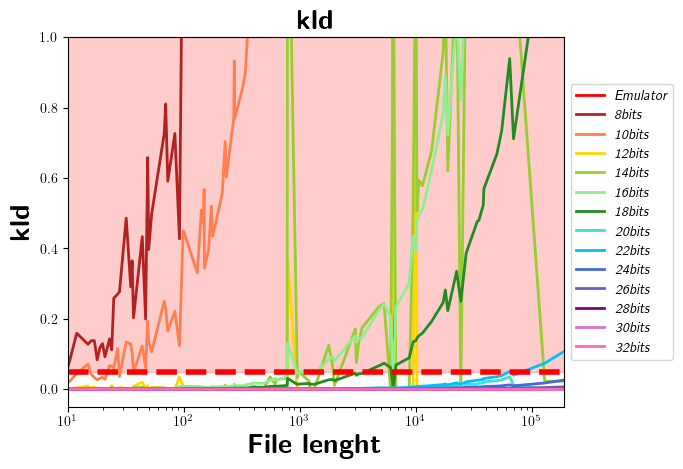 kld
1.0
0.8
0.6
0.4
0.2
0.0
kld
10^1
10^2
10^3
10^4
10^5
File lenght
Emulator
8bits
10bits
12bits
14bits
16bits
18bits
20bits
22bits
24bits
26bits
28bits
30bits
32bits